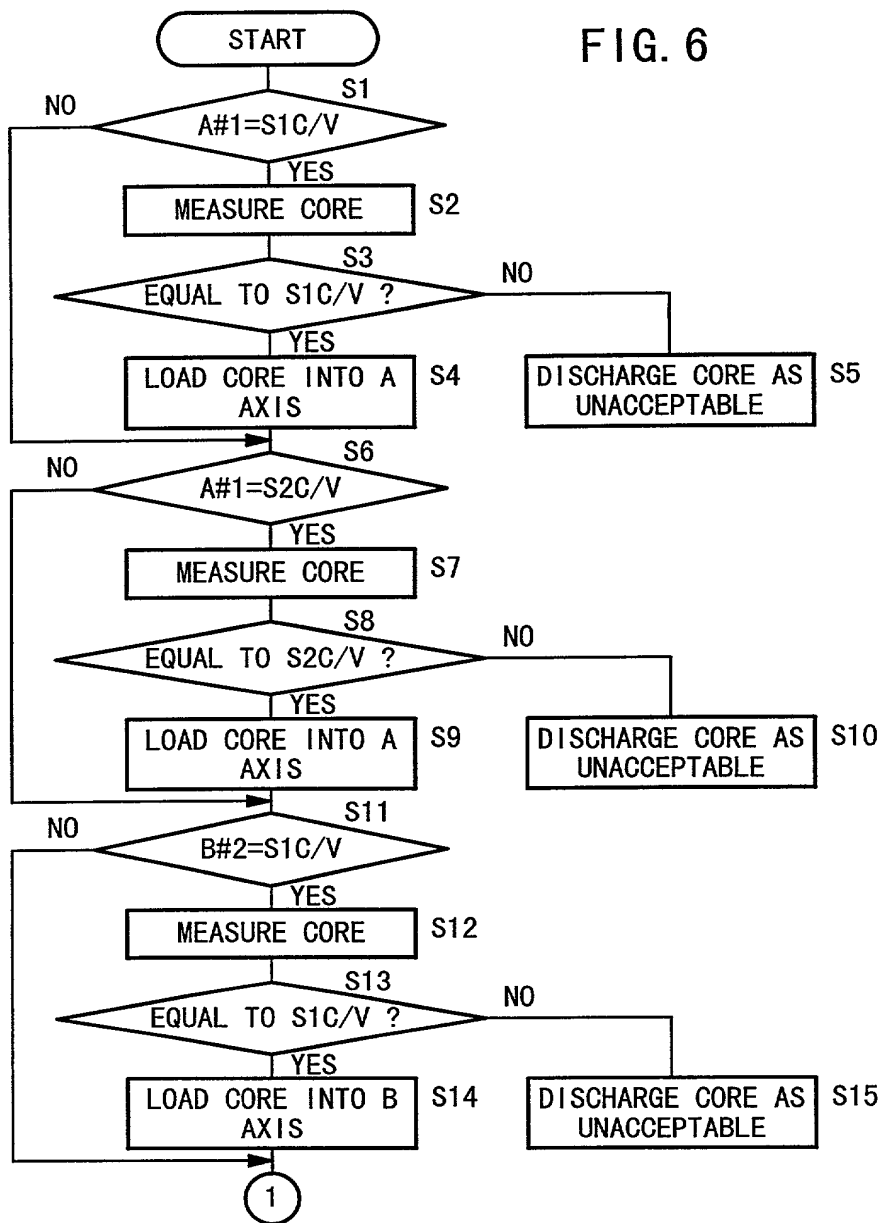 START
FIG. 6
S1
NO
A#1=S1C/V
YES
MEASURE CORE
S2
S3
NO
EQUAL TO S1C/V ?
YES
LOAD CORE INTO A
AXIS
S4
DISCHARGE CORE AS
UNACCEPTABLE
S5
S6
NO
A#1=S2C/V
YES
MEASURE CORE
S7
S8
NO
EQUAL TO S2C/V ?
YES
LOAD CORE INTO A
AXIS
S9
DISCHARGE CORE AS
UNACCEPTABLE
S10
S11
NO
B#2=S1C/V
YES
MEASURE CORE
S12
S13
NO
EQUAL TO S1C/V ?
YES
LOAD CORE INTO B
AXIS
S14
DISCHARGE CORE AS
UNACCEPTABLE
S15
1